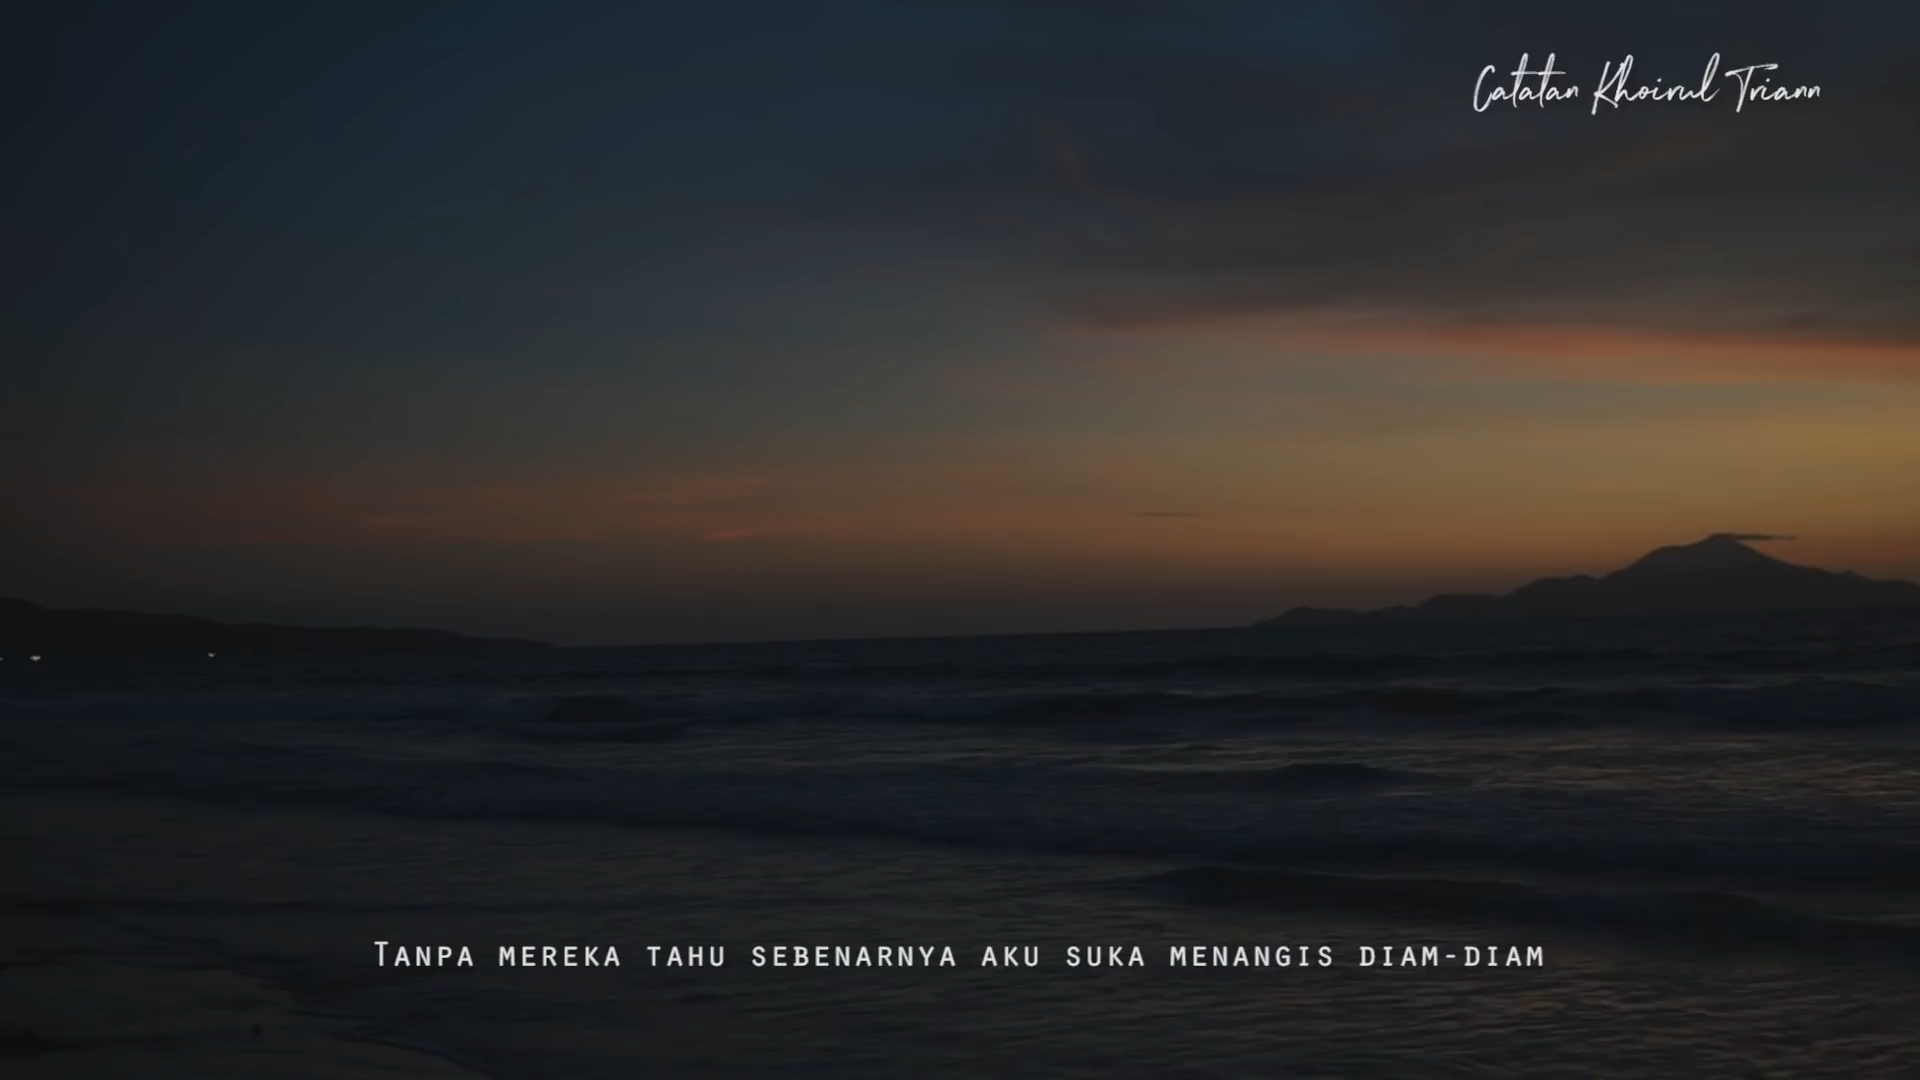 Catatan Khoirul Triann
Tanpa mereka tahu sebenarnya aku suka menangis diam-diam